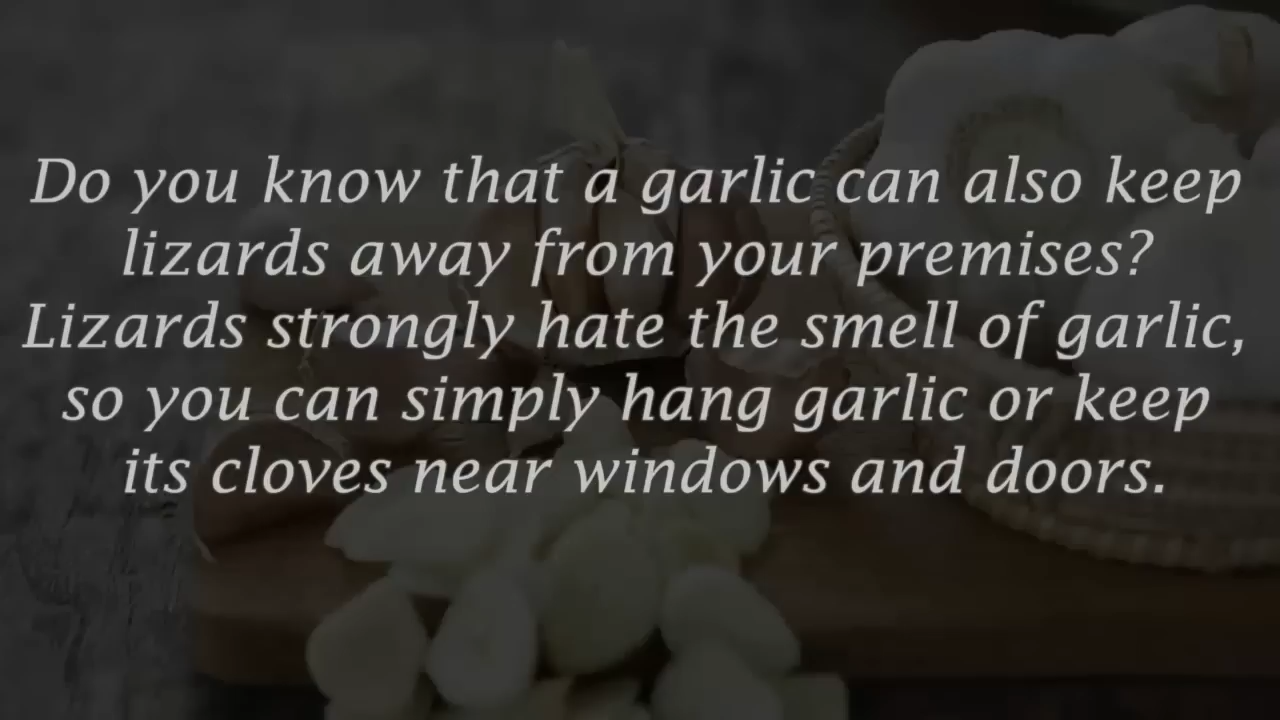 Do you know that a garlic can also keep
lizards away from your premises?
Lizards strongly hate the smell of garlic,
so you can simply hang garlic or keep
its cloves near windows and doors.